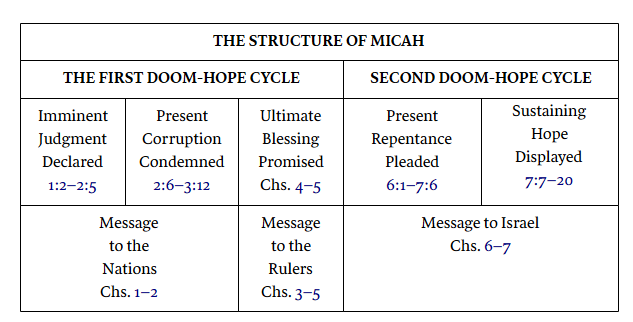 THE STRUCTURE OF MICAH
THE FIRST DOOM-HOPE CYCLE
SECOND DOOM-HOPE CYCLE
Imminent
Judgment
Declared
1:2–2:5
Present
Corruption
Condemned
2:6–3:12
Ultimate
Blessing
Promised
Chs. 4–5
Present
Repentance
Pleaded
6:1–7:6
Sustaining
Hope
Displayed
7:7–20
Message
to the
Nations
Chs. 1–2
Message
to the
Rulers
Chs. 3–5
Message to Israel
Chs. 6–7